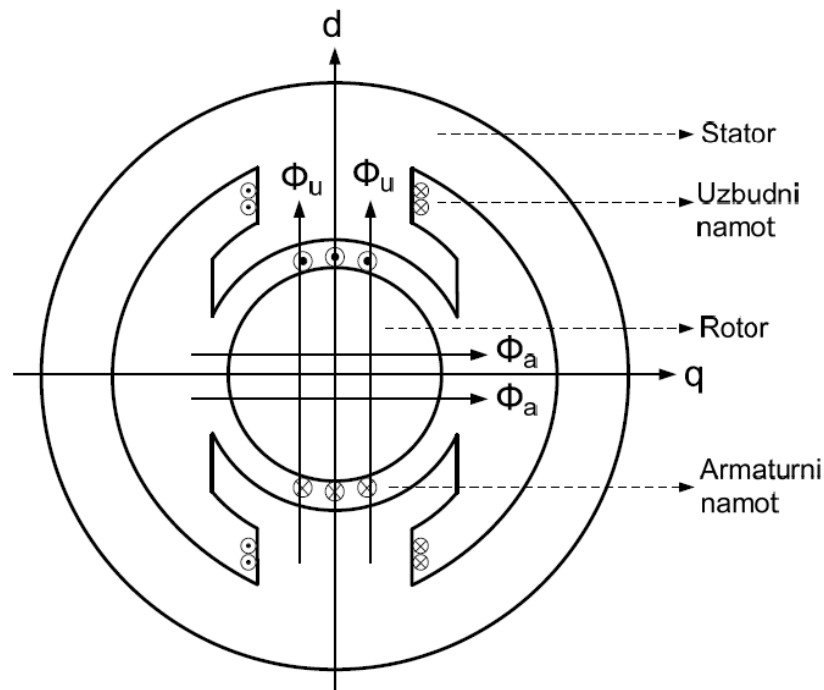 d
Stator
Φu
Φu
Uzbudni
namot
Rotor
Φa
q
Φa
Armaturni
namot